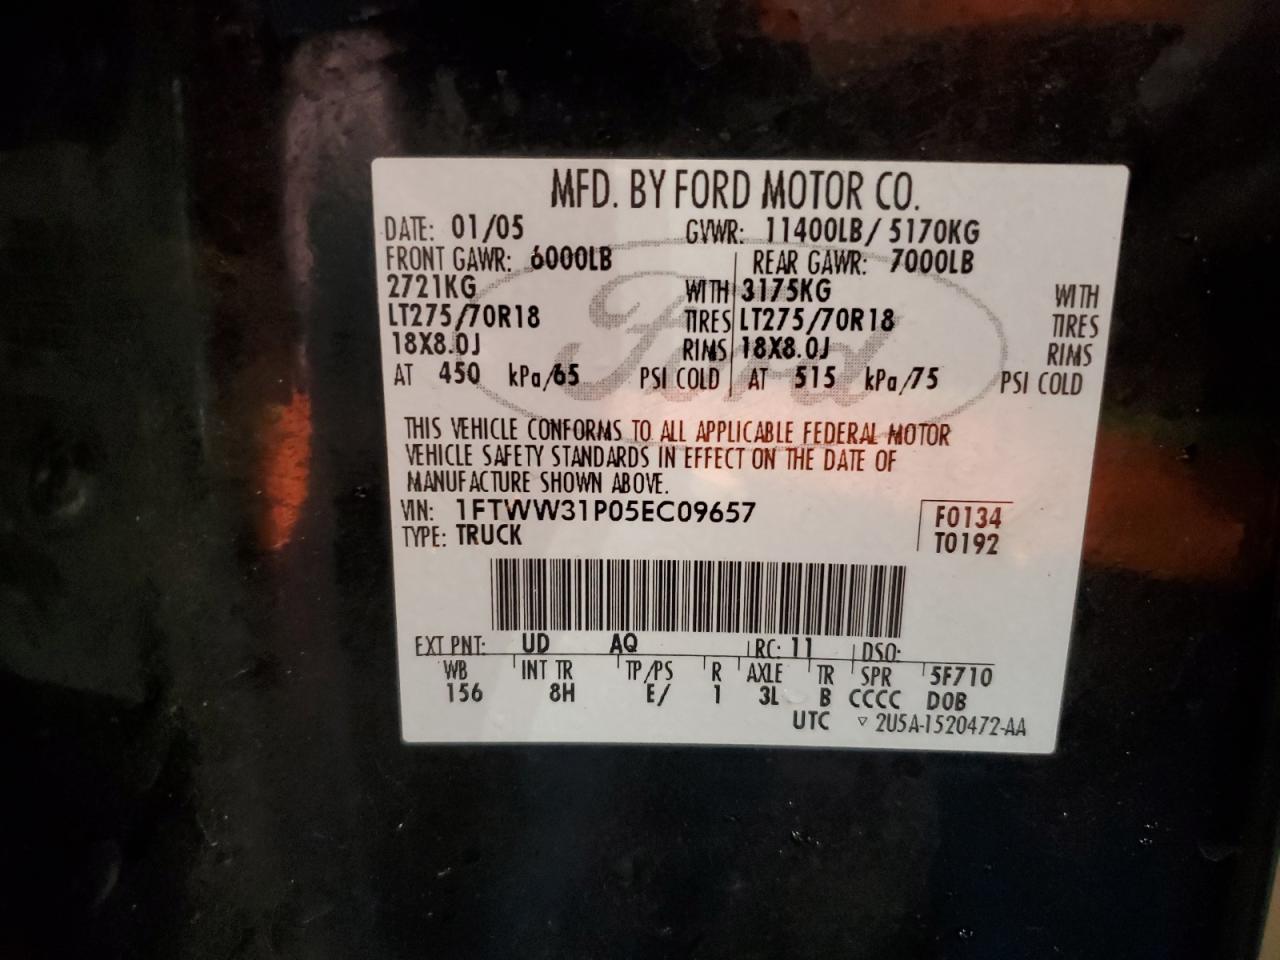 MFD. BY FORD MOTOR CO.
DATE: 01/05 GVWR: 11400LB/ 5170KG
FRONT GAWR: 6000LB REAR GAWR: 7000LB
2721KG WITH 3175KG WITH
LT275/70R18 TIRES LT275/70R18 TIRES
18X8.0J RIMS 18X8.0J RIMS
AT 450 kPa/65 PSI COLD AT 515 kPa/75 PSI COLD
Ford
THIS VEHICLE CONFORMS TO ALL APPLICABLE FEDERAL MOTOR
VEHICLE SAFETY STANDARDS IN EFFECT ON THE DATE OF
MANUFACTURE SHOWN ABOVE.
VIN: 1FTWW31P05EC09657 F0134
TYPE: TRUCK T0192
EXT PNT: UD AQ RC: 11 DSO:
WB INT TR TP/PS R AXLE TR SPR 5F710
156 8H E/ 1 3L B CCCC DOB
UTC ▽ 2U5A-1520472-AA